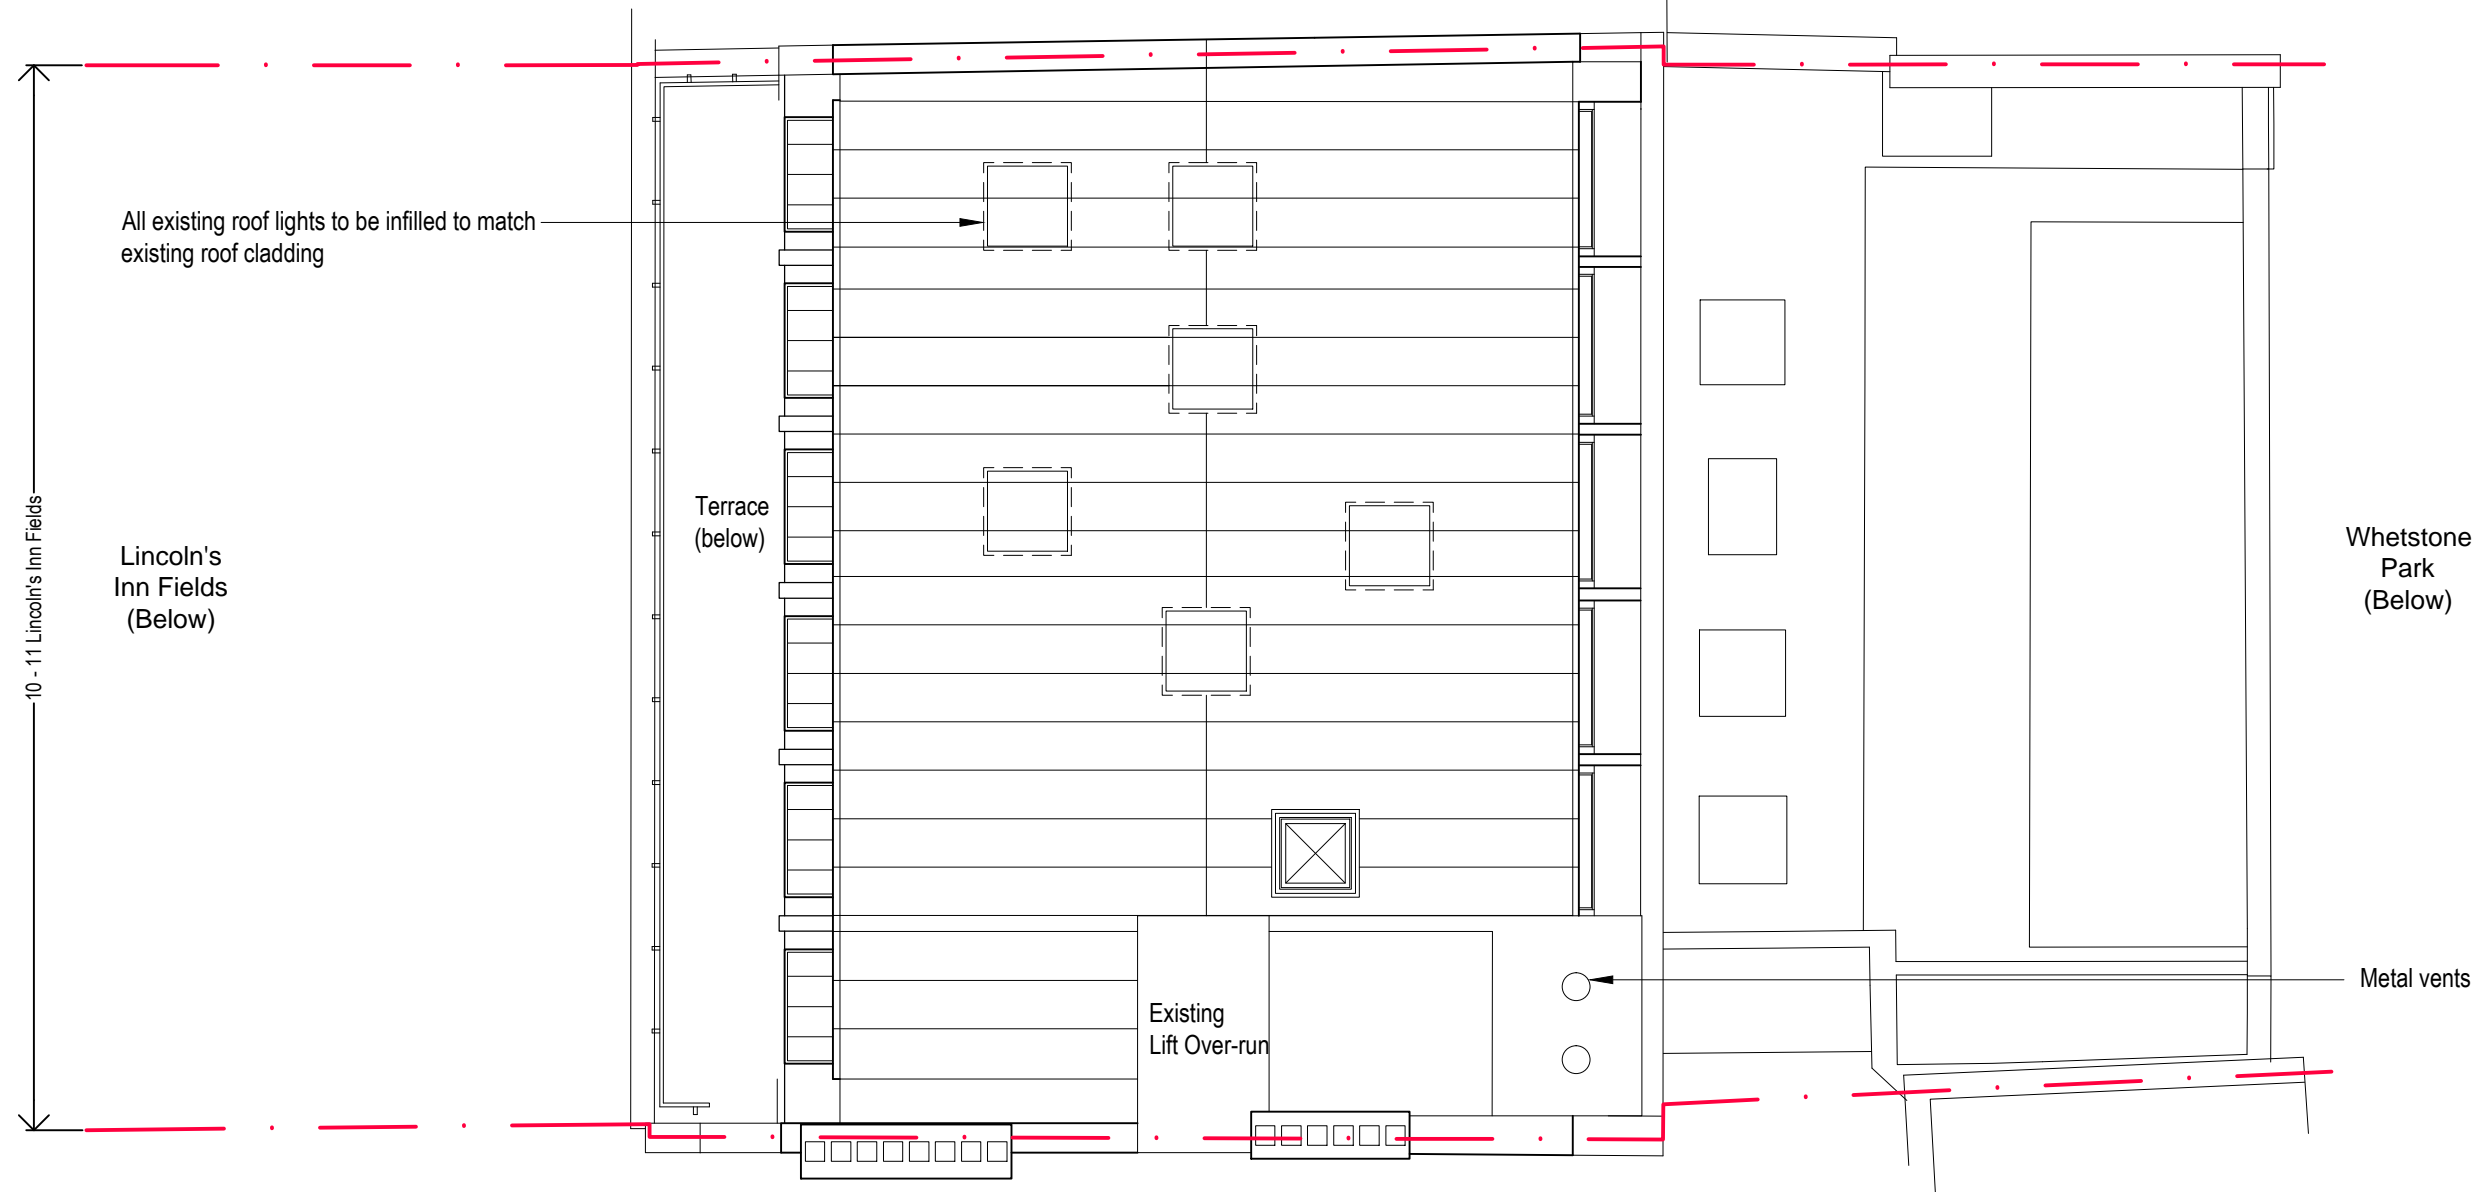 All existing roof lights to be infilled to match
existing roof cladding
10 - 11 Lincoln's Inn Fields
Lincoln's
Inn Fields
(Below)
Terrace
(below)
Whetstone
Park
(Below)
Metal vents
Existing
Lift Over-run